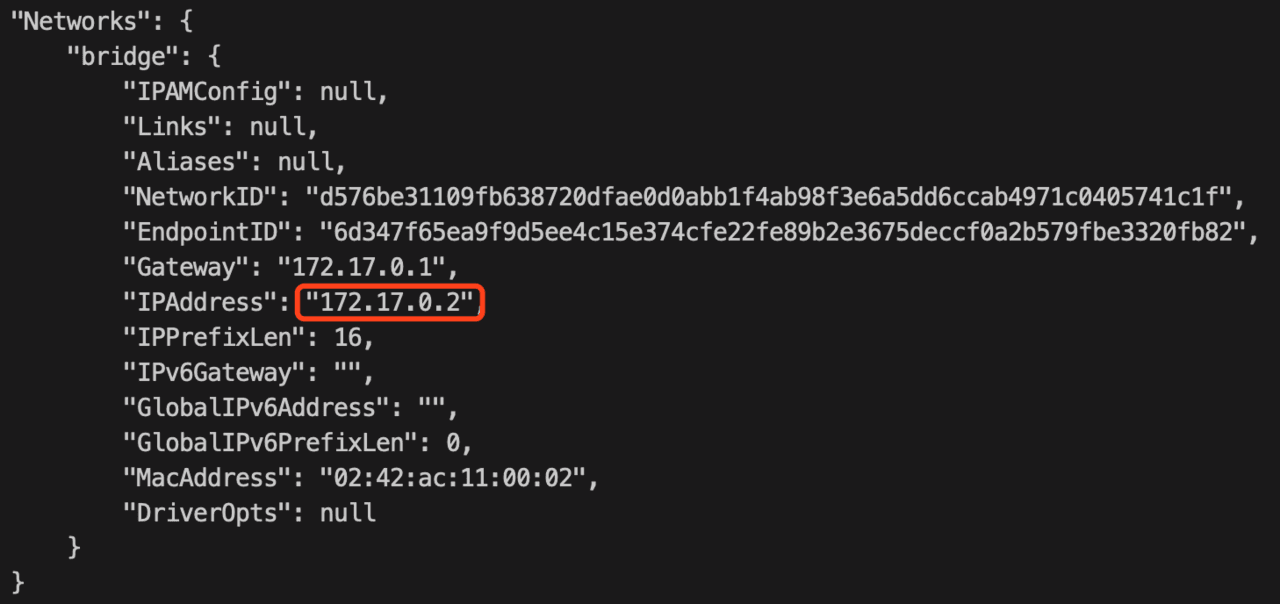 "Networks": {
"bridge": {
"IPAMConfig": null,
"Links": null,
"Aliases": null,
"NetworkID": "d576be31109fb638720dfae0d0abb1f4ab98f3e6a5dd6ccab4971c0405741c1f",
"EndpointID": "6d347f65ea9f9d5ee4c15e374cfe22fe89b2e3675deccf0a2b579fbe3320fb82",
"Gateway": "172.17.0.1",
"IPAddress": "172.17.0.2",
"IPPrefixLen": 16,
"IPv6Gateway": "",
"GlobalIPv6Address": "",
"GlobalIPv6PrefixLen": 0,
"MacAddress": "02:42:ac:11:00:02",
"DriverOpts": null
}
}